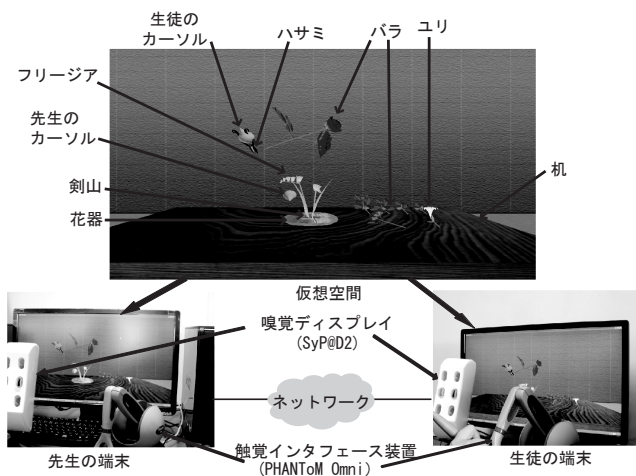 生徒の
カーソル
ハサミ
バラ
ユリ
フリージア
先生の
カーソル
剣山
花器
机
仮想空間
嗅覚ディスプレイ
(SyP@D2)
ネットワーク
触覚インタフェース装置
(PHANToM Omni)
先生の端末
生徒の端末